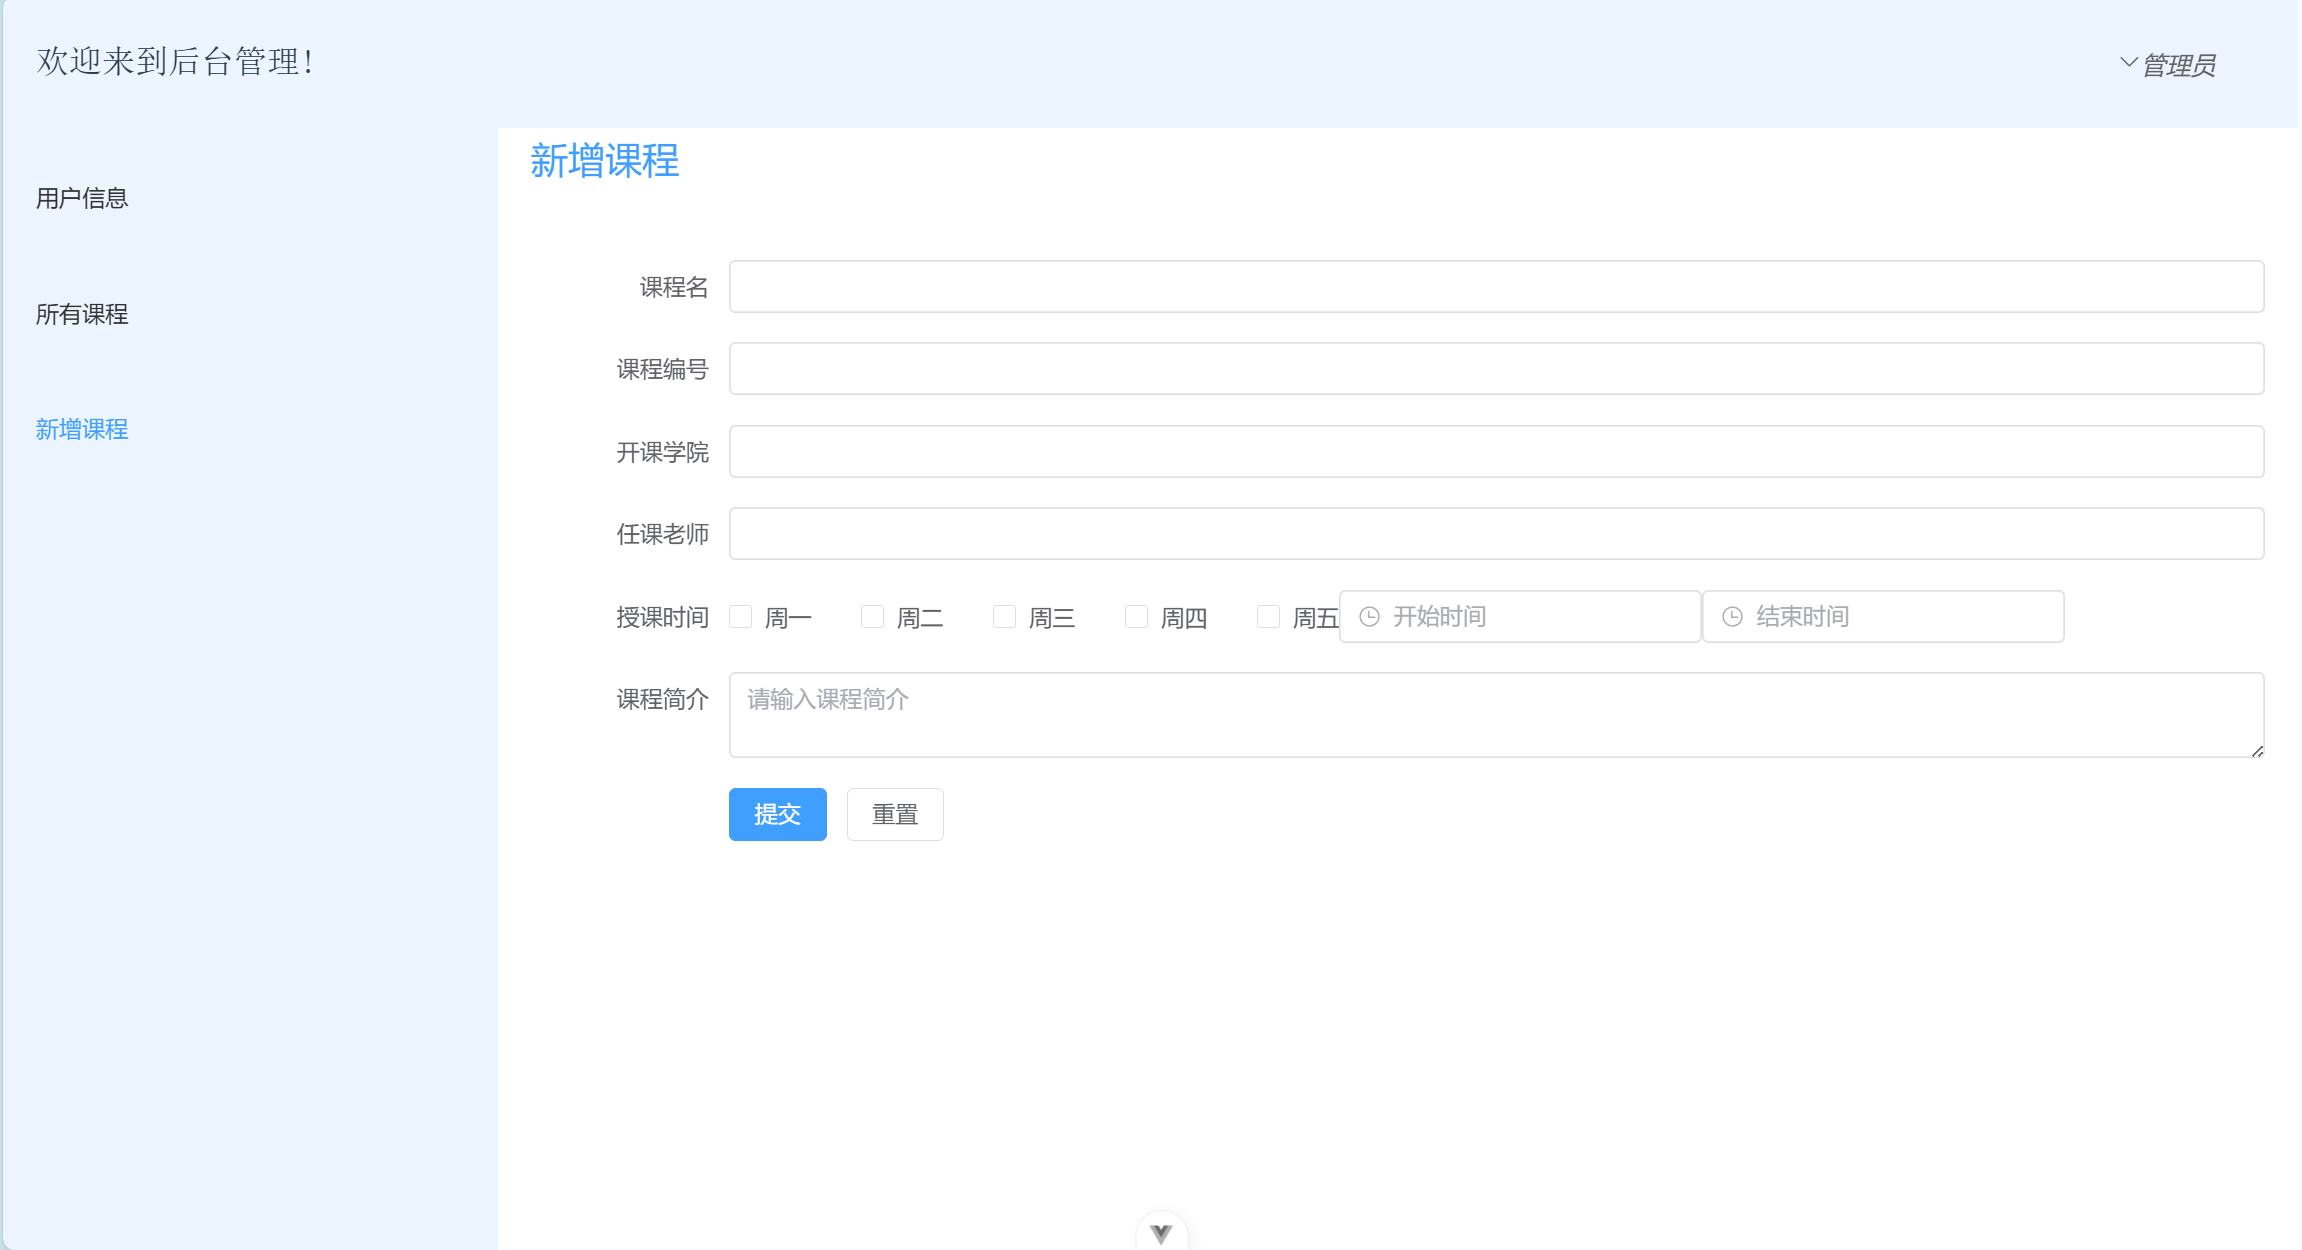 欢迎来到后台管理!
管理员
用户信息
所有课程
新增课程
新增课程
课程名
课程编号
开课学院
任课老师
授课时间 周一 周二 周三 周四 周五 开始时间 结束时间
课程简介 请输入课程简介
提交 重置